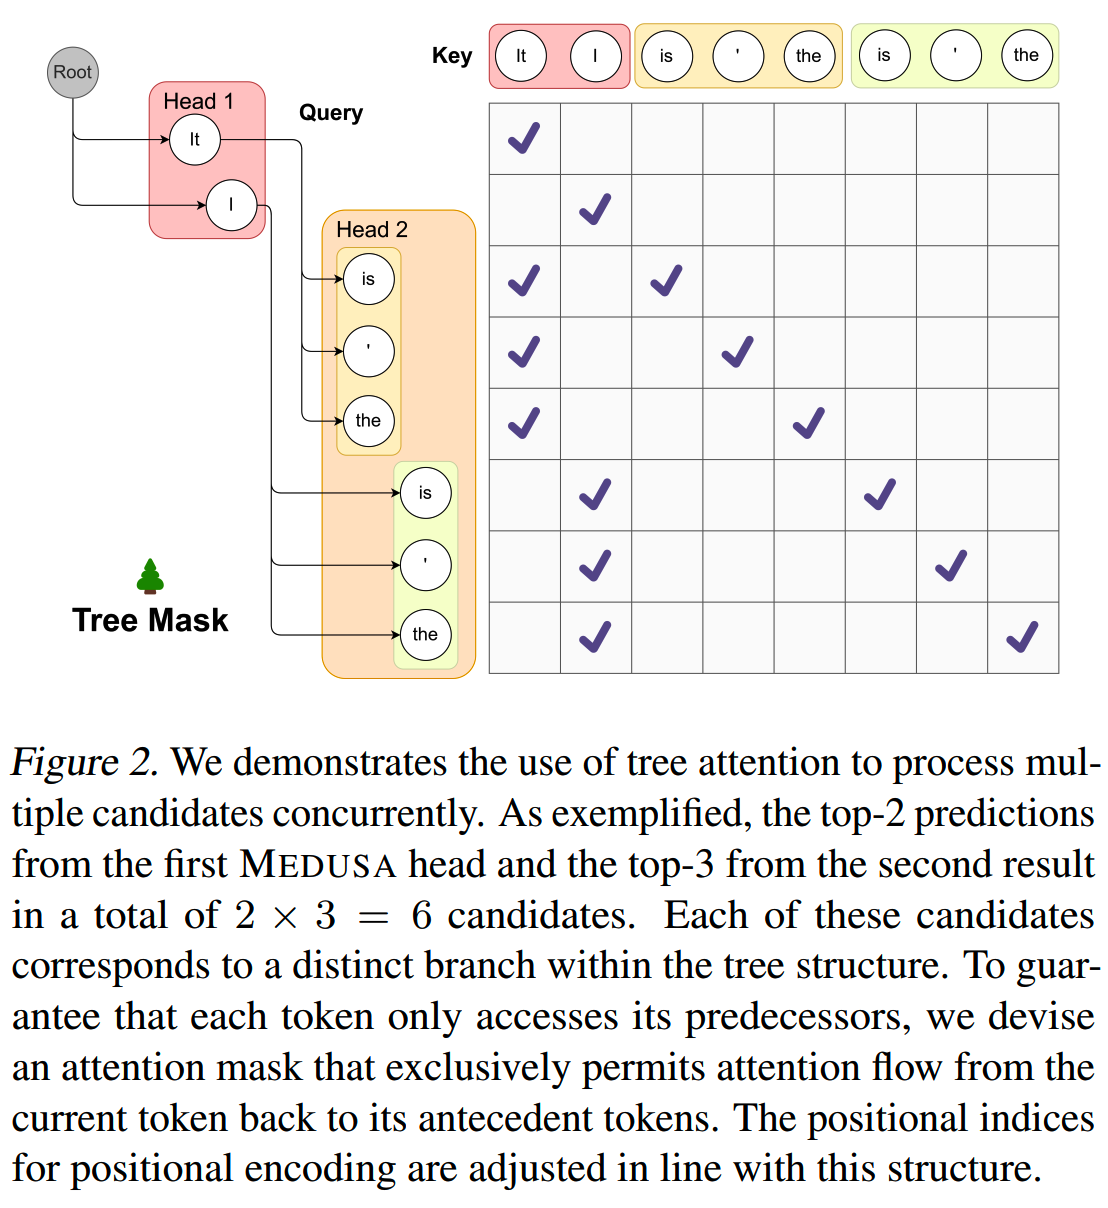 Key It I is ' the is ' the
Root
Head 1
Query
It
I
Head 2
is
'
the
is
'
the
Tree Mask
Figure 2. We demonstrates the use of tree attention to process mul-
tiple candidates concurrently. As exemplified, the top-2 predictions
from the first MEDUSA head and the top-3 from the second result
in a total of 2 × 3 = 6 candidates. Each of these candidates
corresponds to a distinct branch within the tree structure. To guar-
antee that each token only accesses its predecessors, we devise
an attention mask that exclusively permits attention flow from the
current token back to its antecedent tokens. The positional indices
for positional encoding are adjusted in line with this structure.